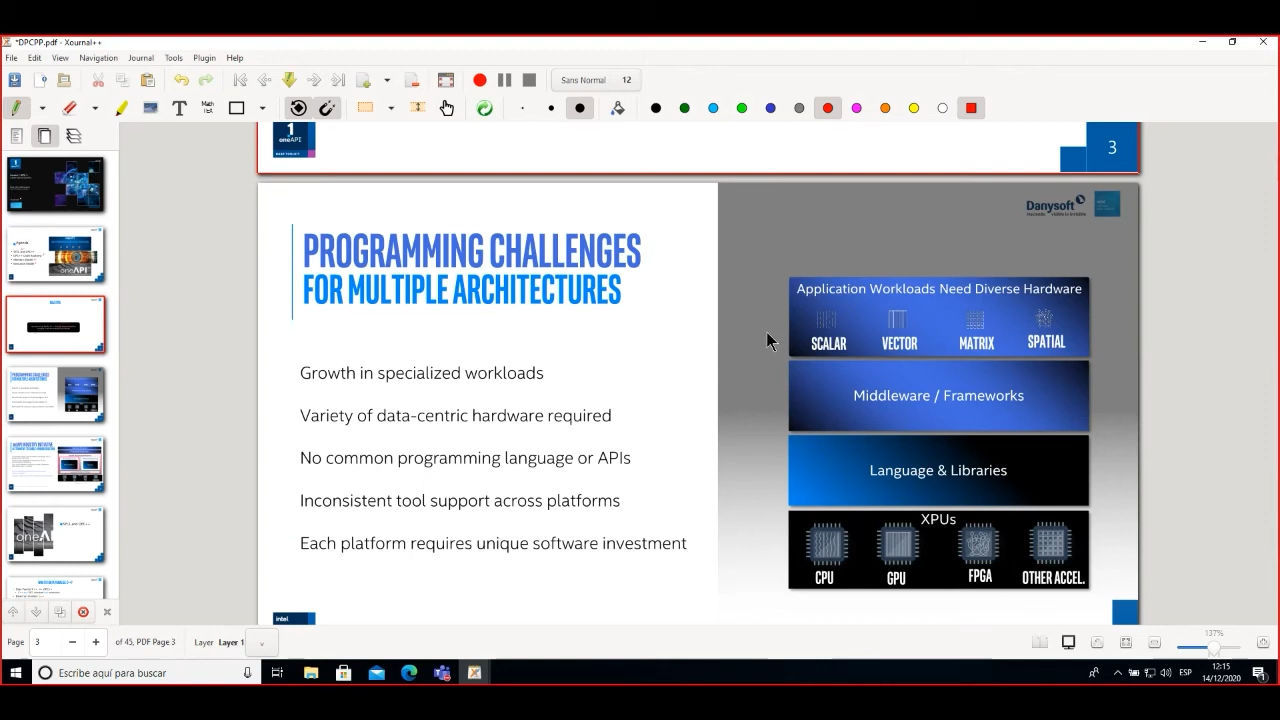 *DPCPP.pdf - Xournal++
File Edit View Navigation Journal Tools Plugin Help
Sans Normal 12
3
1
oneAPI
Danysoft
PROGRAMMING CHALLENGES
FOR MULTIPLE ARCHITECTURES
Growth in specialized workloads
Variety of data-centric hardware required
No common programming language or APIs
Inconsistent tool support across platforms
Each platform requires unique software investment
intel
Application Workloads Need Diverse Hardware
SCALAR VECTOR MATRIX SPATIAL
Middleware / Frameworks
Language & Libraries
XPUs
CPU GPU FPGA OTHER ACCEL.
Page 3 of 45, PDF Page 3 Layer Layer 1
137%
Escribe aquí para buscar
ESP
12:15
14/12/2020